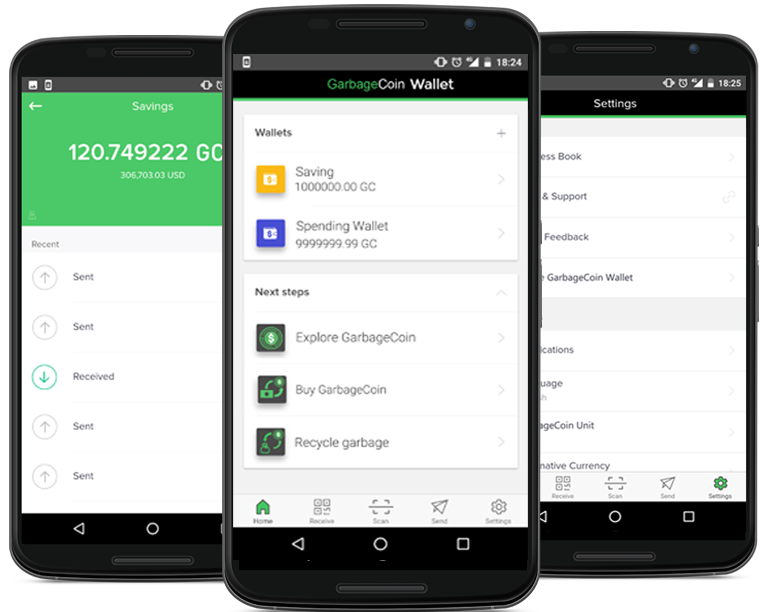 Savings
120.749222 GC
306,703.03 USD
Recent
Sent
Sent
Received
Sent
Sent
18:24
GarbageCoin Wallet
Wallets
+
Saving
1000000.00 GC
Spending Wallet
9999999.99 GC
Next steps
Explore GarbageCoin
Buy GarbageCoin
Recycle garbage
Home Receive Scan Send Settings
18:25
Settings
ess Book
& Support
Feedback
GarbageCoin Wallet
ications
uage
sh
ageCoin Unit
native Currency
Receive Scan Send Settings